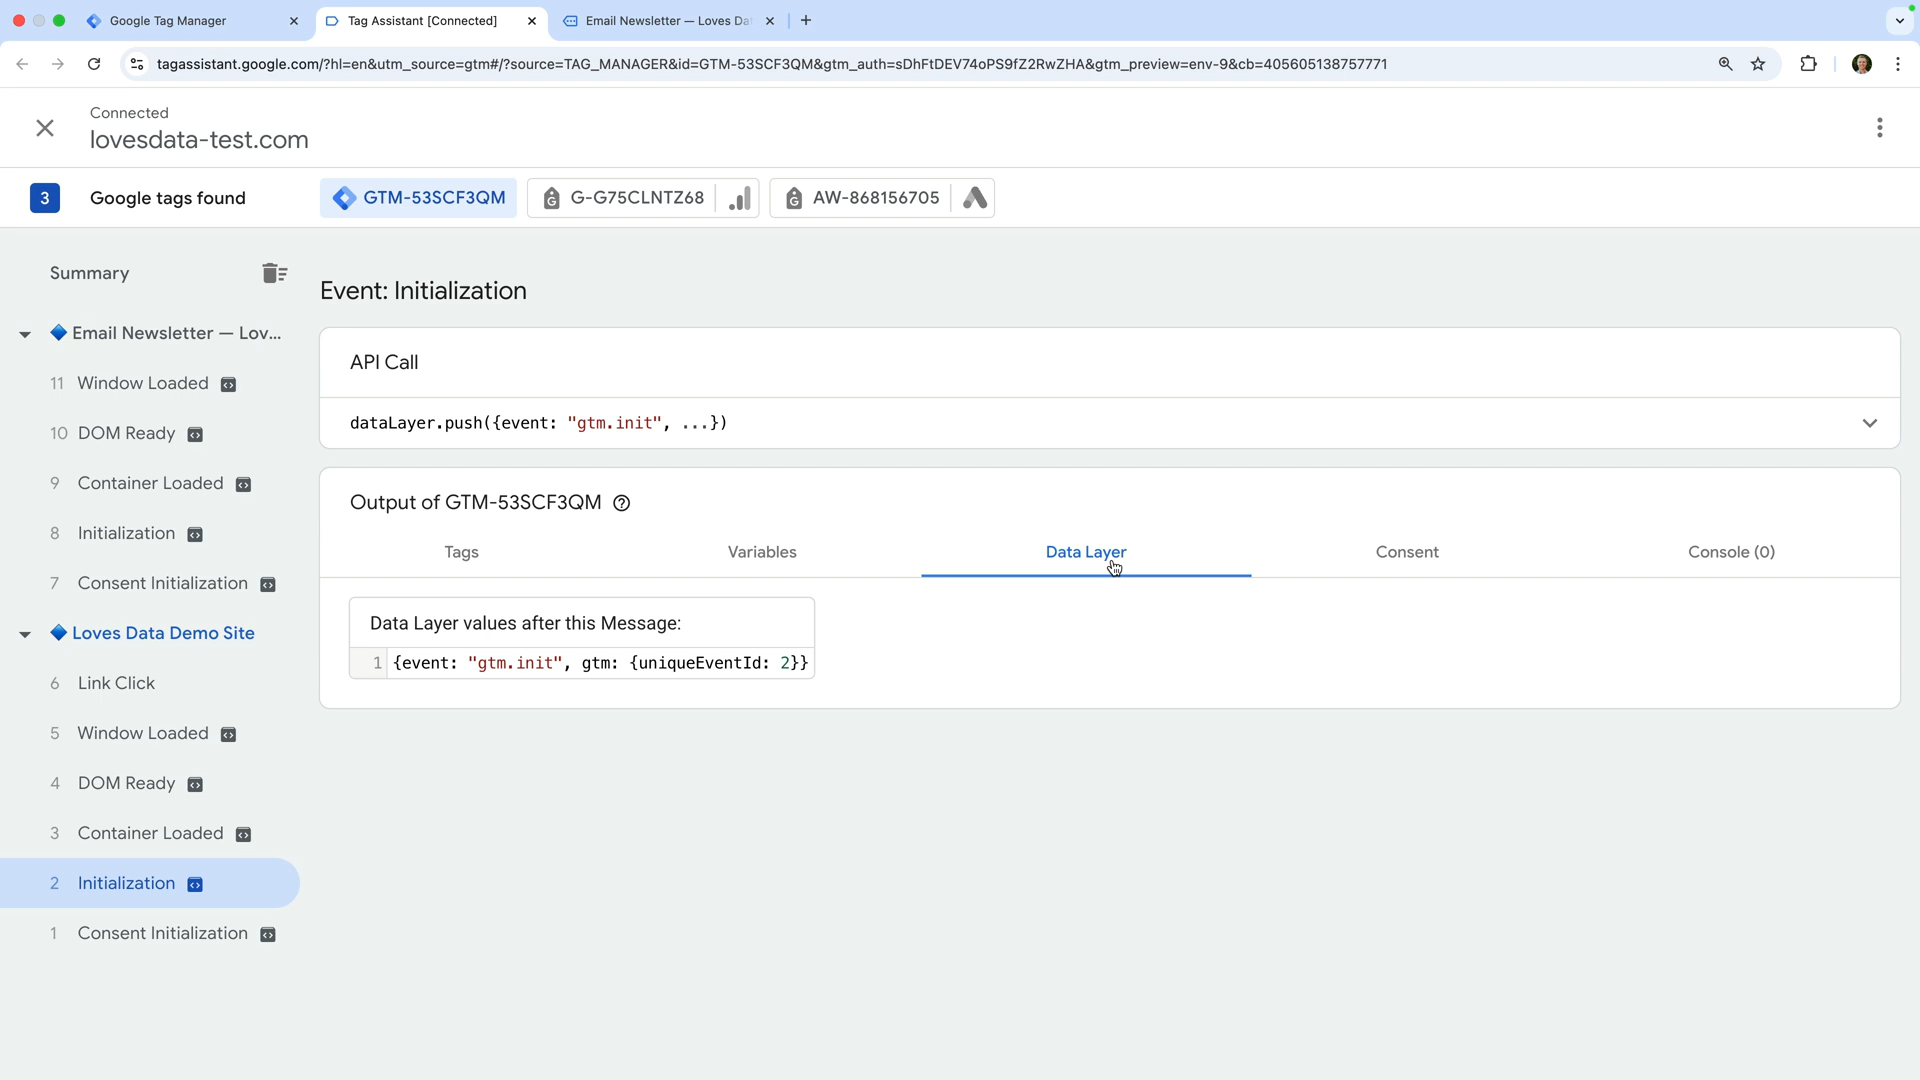 Google Tag Manager
Tag Assistant [Connected]
Email Newsletter — Loves Da
tagassistant.google.com/?hl=en&utm_source=gtm#/?source=TAG_MANAGER&id=GTM-53SCF3QM&gtm_auth=sDhFtDEV74oPS9fZ2RwZHA&gtm_preview=env-9&cb=405605138757771
Connected
lovesdata-test.com
3 Google tags found
GTM-53SCF3QM
G-G75CLNTZ68
AW-868156705
Summary
Email Newsletter — Lov...
11 Window Loaded
10 DOM Ready
9 Container Loaded
8 Initialization
7 Consent Initialization
Loves Data Demo Site
6 Link Click
5 Window Loaded
4 DOM Ready
3 Container Loaded
2 Initialization
1 Consent Initialization
Event: Initialization
API Call
dataLayer.push({event: "gtm.init", ...})
Output of GTM-53SCF3QM
Tags
Variables
Data Layer
Consent
Console (0)
Data Layer values after this Message:
1 {event: "gtm.init", gtm: {uniqueEventId: 2}}